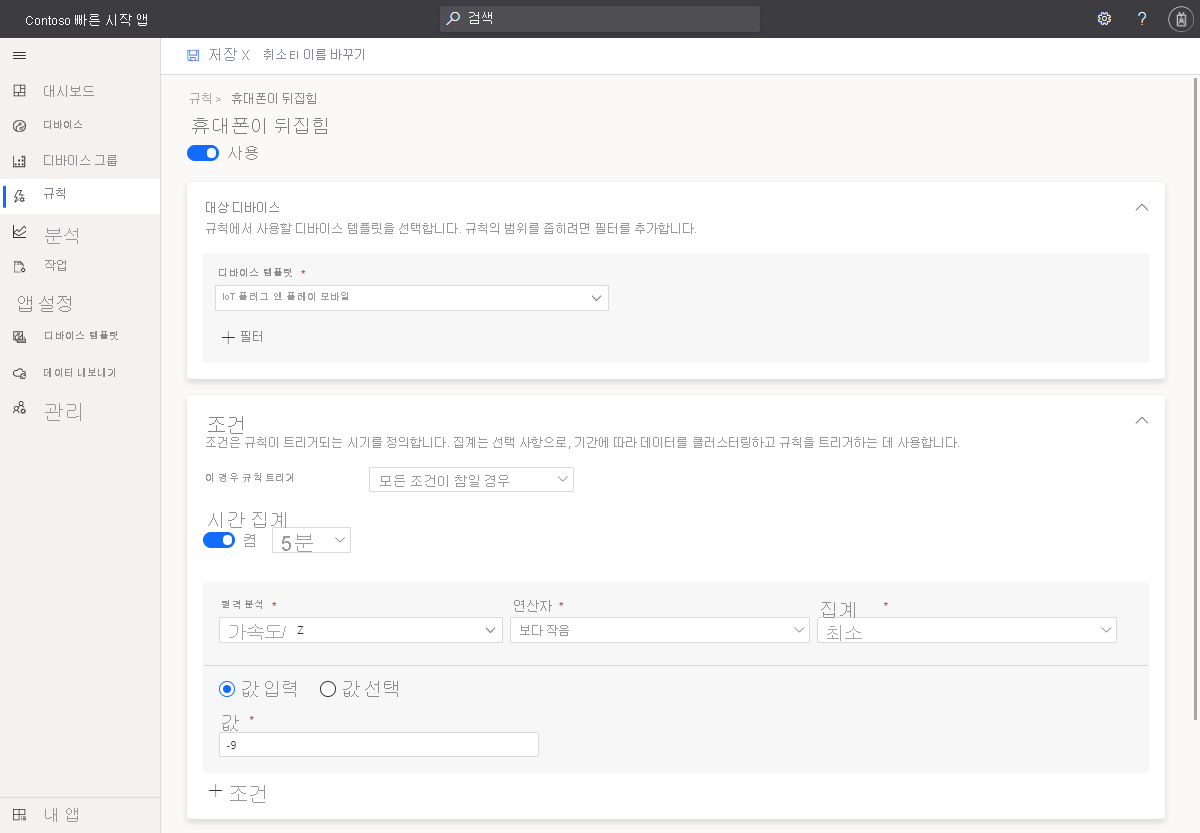 Contoso 빠른 시작 앱
검색
?
저장 X 취소티 이름 바꾸기
대시보드
디바이스
디바이스 그룹
규칙
분석
작업
앱 설정
디바이스 템플릿
데이터 내보내기
관리
내 앱
규칙 > 휴대폰이 뒤집힘
휴대폰이 뒤집힘
사용
대상 디바이스
규칙에서 사용할 디바이스 템플릿을 선택합니다. 규칙의 범위를 좁히려면 필터를 추가합니다.
디바이스 템플릿 *
IoT 플러그 앤 플레이 모바일
+ 필터
조건
조건은 규칙이 트리거되는 시기를 정의합니다. 집계는 선택 사항으로, 기간에 따라 데이터를 클러스터링하고 규칙을 트리거하는 데 사용합니다.
이 경우 규칙 트리거
모든 조건이 참일 경우
시간 집계
켬
5분
원격 분석 * 연산자 * 집계 *
가속도/ Z 보다 작음 최소
값 입력 값 선택
값 *
-9
+ 조건